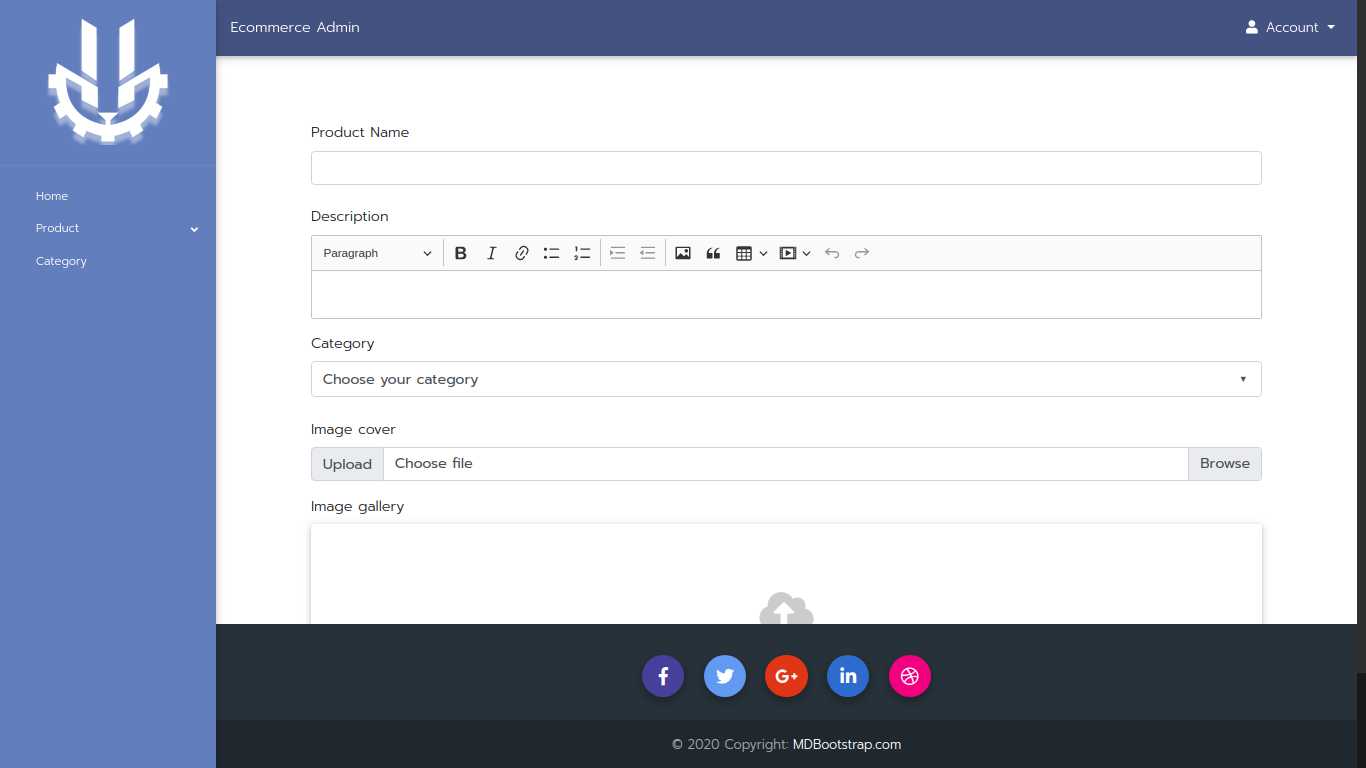 Ecommerce Admin
Account
Home
Product
Category
Product Name
Description
Paragraph
Category
Choose your category
Image cover
Upload Choose file Browse
Image gallery
© 2020 Copyright: MDBootstrap.com